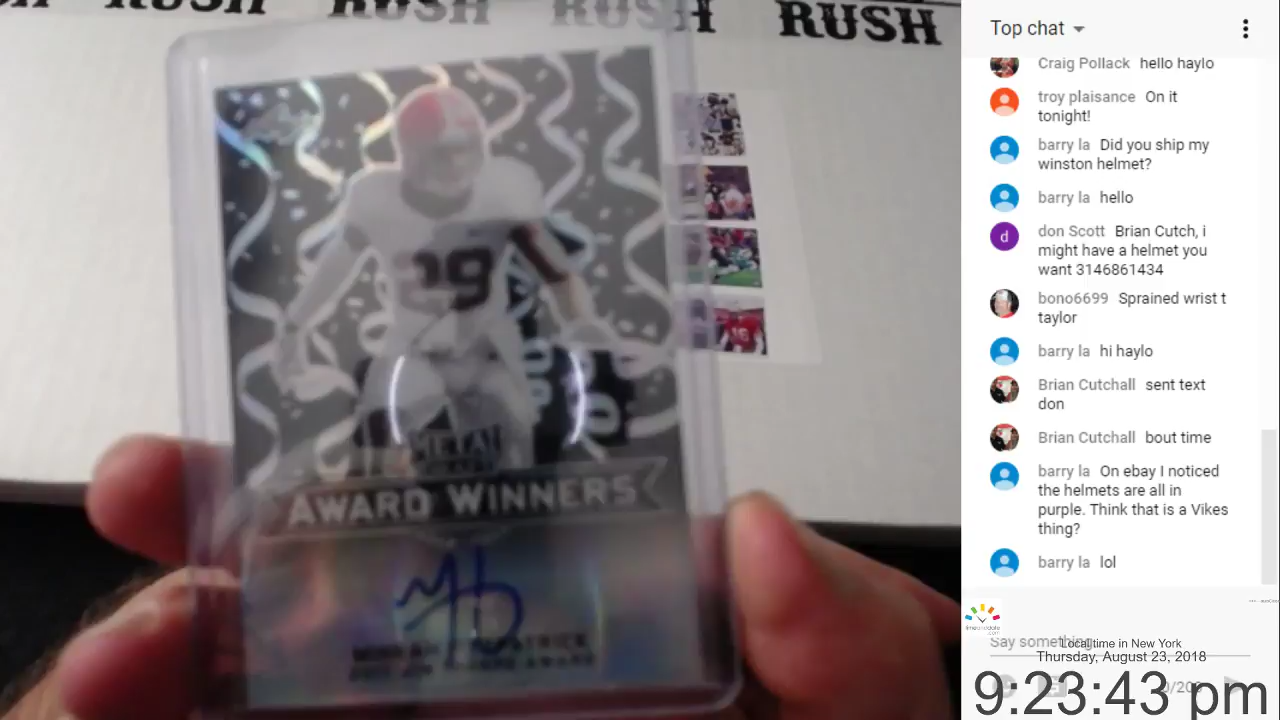 RUSH
RUSH
RUSH
RUSH
29
METAL
AWARD WINNERS
Top chat
Craig Pollack hello haylo
troy plaisance On it
tonight!
barry la Did you ship my
winston helmet?
barry la hello
don Scott Brian Cutch, i
might have a helmet you
want 3146861434
bono6699 Sprained wrist t
taylor
barry la hi haylo
Brian Cutchall sent text
don
Brian Cutchall bout time
barry la On ebay I noticed
the helmets are all in
purple. Think that is a Vikes
thing?
barry la lol
Say something...
Local time in New York
Thursday, August 23, 2018
9:23:43 pm